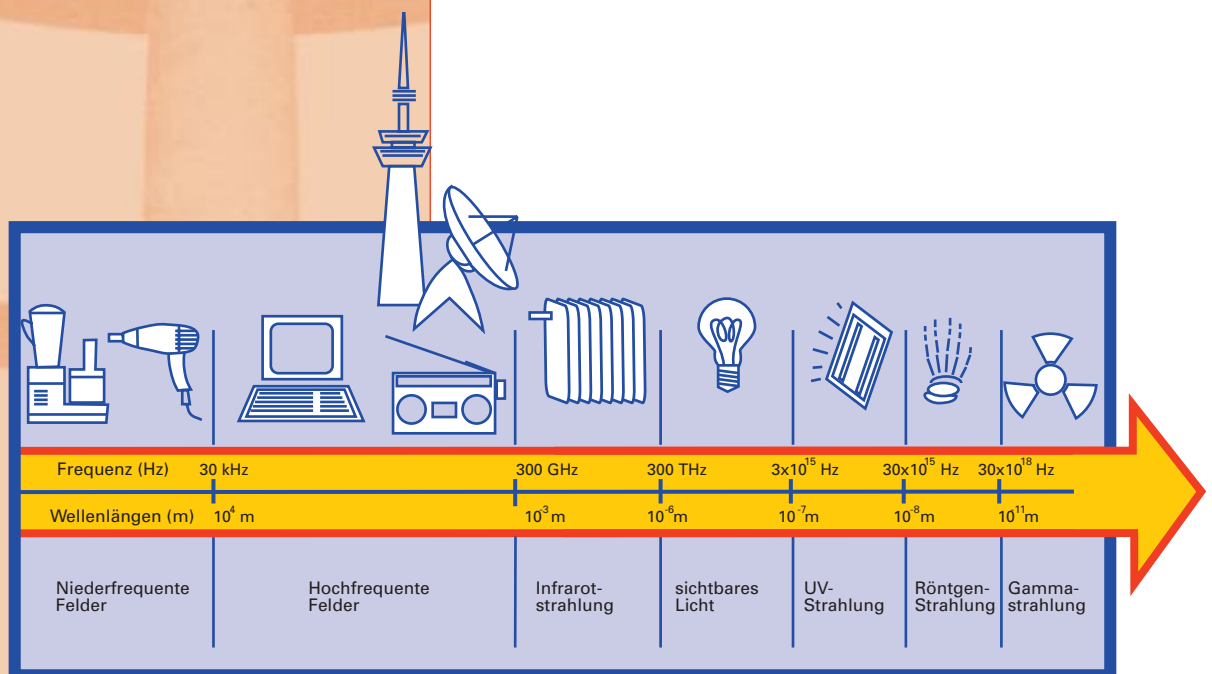 Frequenz (Hz) 30 kHz 300 GHz 300 THz 3x10¹⁵ Hz 30x10¹⁵ Hz 30x10¹⁸ Hz
Wellenlängen (m) 10⁴ m 10³ m 10⁻⁶m 10⁻⁷m 10⁻⁸m 10¹¹m
Niederfrequente
Felder
Hochfrequente
Felder
Infrarot-
strahlung
sichtbares
Licht
UV-
Strahlung
Röntgen-
Strahlung
Gamma-
strahlung